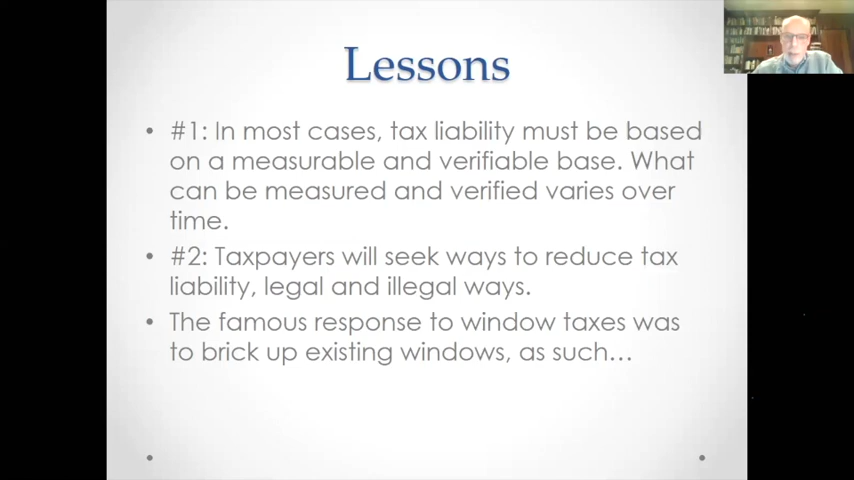 Lessons
• #1: In most cases, tax liability must be based
on a measurable and verifiable base. What
can be measured and verified varies over
time.
• #2: Taxpayers will seek ways to reduce tax
liability, legal and illegal ways.
• The famous response to window taxes was
to brick up existing windows, as such…